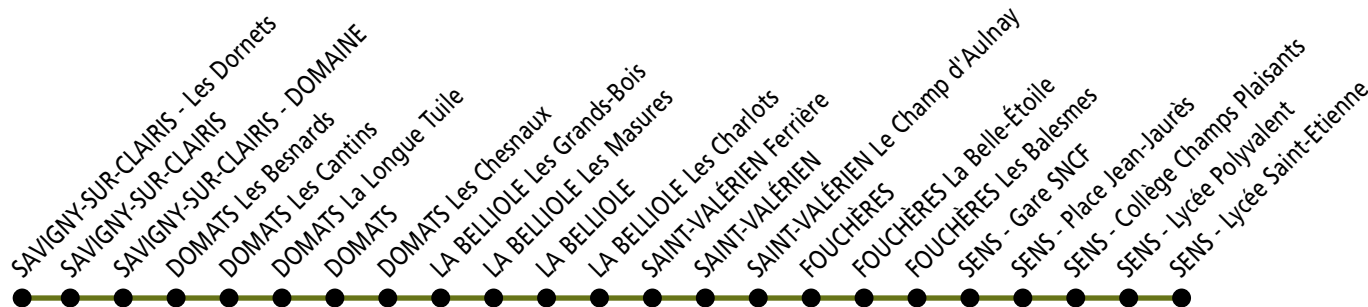 SAVIGNY-SUR-CLAIRIS - Les Dornets
SAVIGNY-SUR-CLAIRIS
SAVIGNY-SUR-CLAIRIS - DOMAINE
DOMATS Les Besnards
DOMATS Les Cantins
DOMATS La Longue Tuile
DOMATS
DOMATS Les Chesnaux
LA BELLIOLE Les Grands-Bois
LA BELLIOLE Les Masures
LA BELLIOLE
LA BELLIOLE Les Charlots
SAINT-VALÉRIEN Ferrière
SAINT-VALÉRIEN
SAINT-VALÉRIEN Le Champ d'Aulnay
FOUCHÈRES
FOUCHÈRES La Belle-Étoile
FOUCHÈRES Les Balesmes
SENS - Gare SNCF
SENS - Place Jean-Jaurès
SENS - Collège Champs Plaisants
SENS - Lycée Polyvalent
SENS - Lycée Saint-Etienne